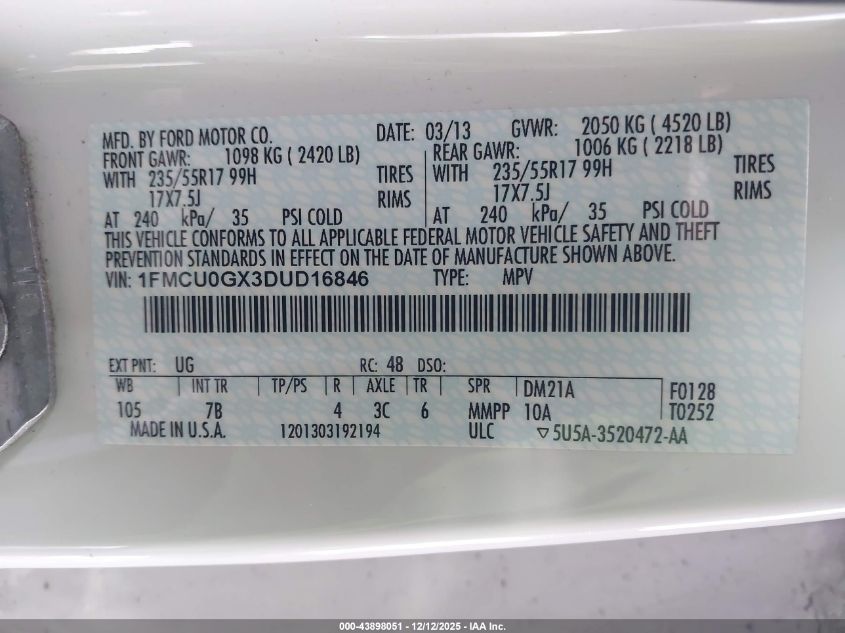 MFD. BY FORD MOTOR CO. DATE: 03/13 GVWR: 2050 KG ( 4520 LB)
FRONT GAWR: 1098 KG ( 2420 LB) REAR GAWR: 1006 KG ( 2218 LB)
WITH 235/55R17 99H TIRES WITH 235/55R17 99H TIRES
17X7.5J RIMS 17X7.5J RIMS
AT 240 kPa/ 35 PSI COLD AT 240 kPa/ 35 PSI COLD
THIS VEHICLE CONFORMS TO ALL APPLICABLE FEDERAL MOTOR VEHICLE SAFETY AND THEFT
PREVENTION STANDARDS IN EFFECT ON THE DATE OF MANUFACTURE SHOWN ABOVE.
VIN: 1FMCU0GX3DUD16846 TYPE: MPV
EXT PNT: UG RC: 48 DSO:
WB INT TR TP/PS R AXLE TR SPR DM21A F0128
105 7B 4 3C 6 MMPP 10A T0252
MADE IN U.S.A. 1201303192194 ULC ▽5U5A-3520472-AA
000-43898051 - 12/12/2025 - IAA Inc.